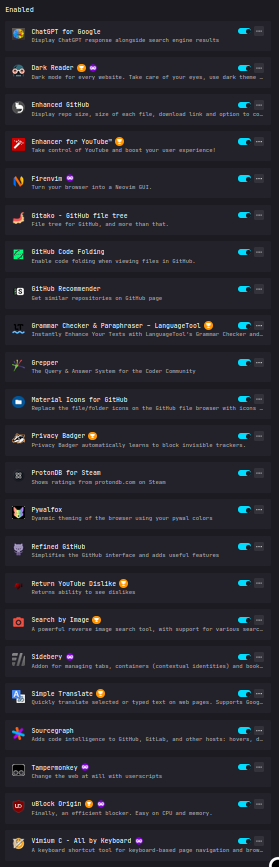 Enabled
ChatGPT for Google
Display ChatGPT response alongside search engine results
Dark Reader
Dark mode for every website. Take care of your eyes, use dark theme …
Enhanced GitHub
Display repo size, size of each file, download link and option to co…
Enhancer for YouTube™
Take control of YouTube and boost your user experience!
Firenvim
Turn your browser into a Neovim GUI.
Gitako - GitHub file tree
File tree for GitHub, and more than that.
GitHub Code Folding
Enable code folding when viewing files in GitHub.
GitHub Recommender
Get similar repositories on GitHub page
Grammar Checker & Paraphraser – LanguageTool
Instantly Enhance Your Texts with LanguageTool's Grammar Checker and…
Grepper
The Query & Answer System for the Coder Community
Material Icons for GitHub
Replace the file/folder icons on the GitHub file browser with icons …
Privacy Badger
Privacy Badger automatically learns to block invisible trackers.
ProtonDB for Steam
Shows ratings from protondb.com on Steam
Pywalfox
Dynamic theming of the browser using your pywal colors
Refined GitHub
Simplifies the GitHub interface and adds useful features
Return YouTube Dislike
Returns ability to see dislikes
Search by Image
A powerful reverse image search tool, with support for various searc…
Sidebery
Addon for managing tabs, containers (contextual identities) and book…
Simple Translate
Quickly translate selected or typed text on web pages. Supports Goog…
Sourcegraph
Adds code intelligence to GitHub, GitLab, and other hosts: hovers, d…
Tampermonkey
Change the web at will with userscripts
uBlock Origin
Finally, an efficient blocker. Easy on CPU and memory.
Vimium C - All by Keyboard
A keyboard shortcut tool for keyboard-based page navigation and brow…